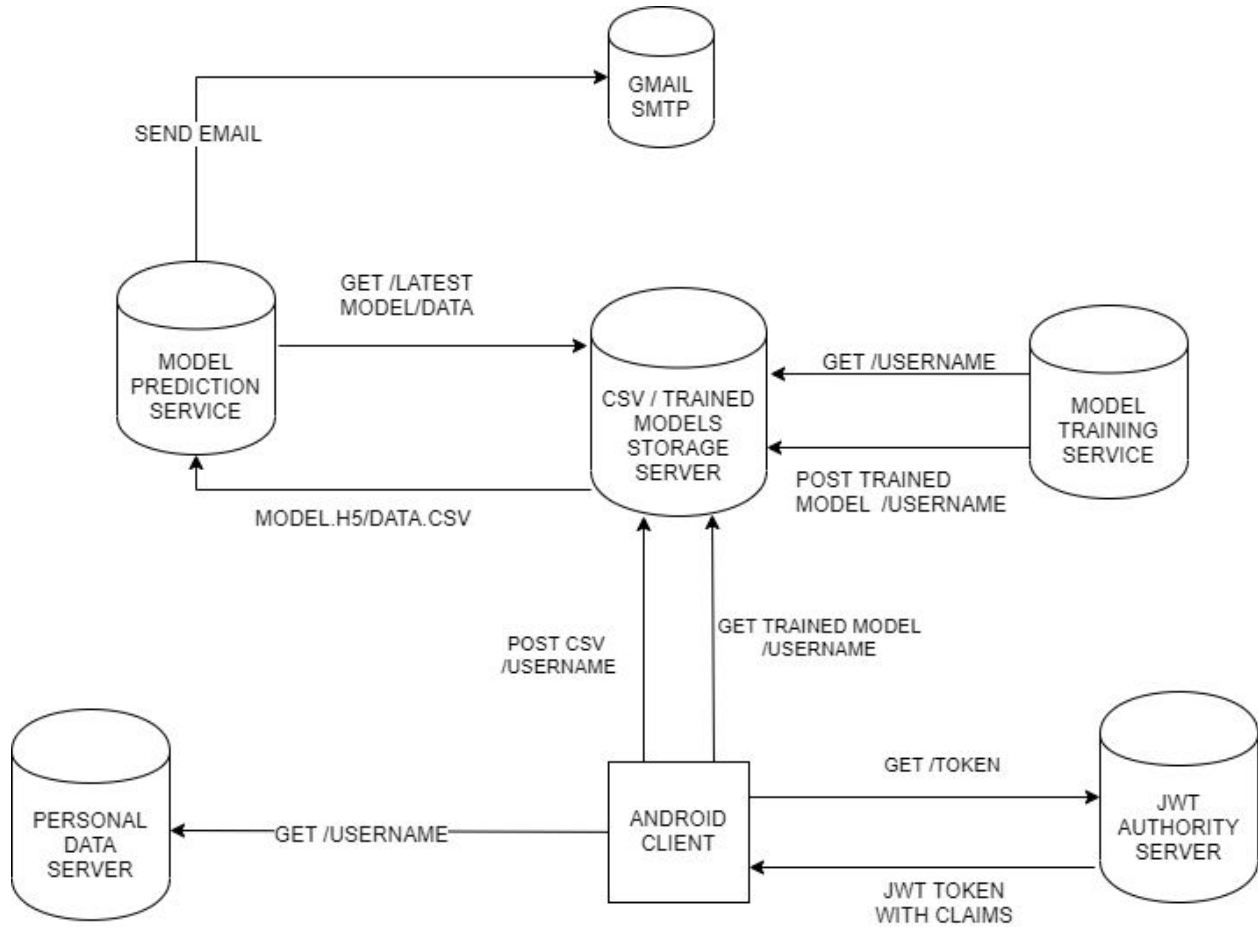 GMAIL
SMTP
SEND EMAIL
GET /LATEST
MODEL/DATA
MODEL
PREDICTION
SERVICE
CSV / TRAINED
MODELS
STORAGE
SERVER
GET /USERNAME
MODEL
TRAINING
SERVICE
POST TRAINED
MODEL /USERNAME
MODEL.H5/DATA.CSV
POST CSV
/USERNAME
GET TRAINED MODEL
/USERNAME
PERSONAL
DATA
SERVER
GET /USERNAME
ANDROID
CLIENT
GET /TOKEN
JWT
AUTHORITY
SERVER
JWT TOKEN
WITH CLAIMS